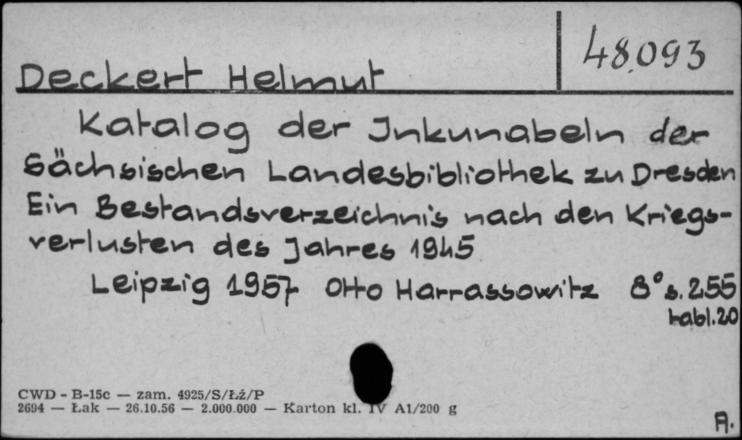 48.093
Deckert Helmut
Katalog der Inkunabeln der
Sächsischen Landesbibliothek zu Dresden
Ein Bestandsverzeichnis nach den Kriegs-
verlusten des Jahres 1945
Leipzig 1957 Otto Harrassowitz 8° s. 255
tabl. 20
CWD - B-15c — zam. 4925/S/Łź/P
2694 — Łak — 26.10.56 — 2.000.000 — Karton kl. IV A1/200 g
A.